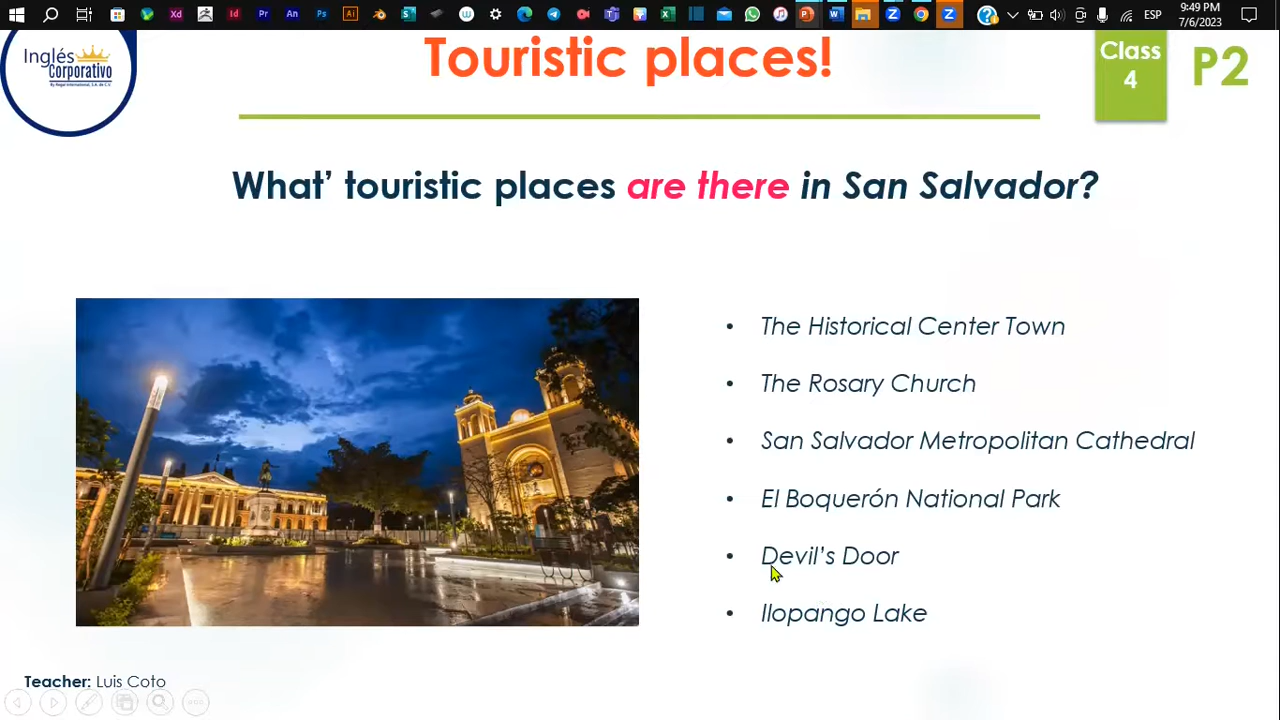 9:49 PM
ESP
7/6/2023
Inglés
Corporativo
Touristic places!
Class
4
P2
What' touristic places are there in San Salvador?
• The Historical Center Town
• The Rosary Church
• San Salvador Metropolitan Cathedral
• El Boquerón National Park
• Devil's Door
• Ilopango Lake
Teacher: Luis Coto